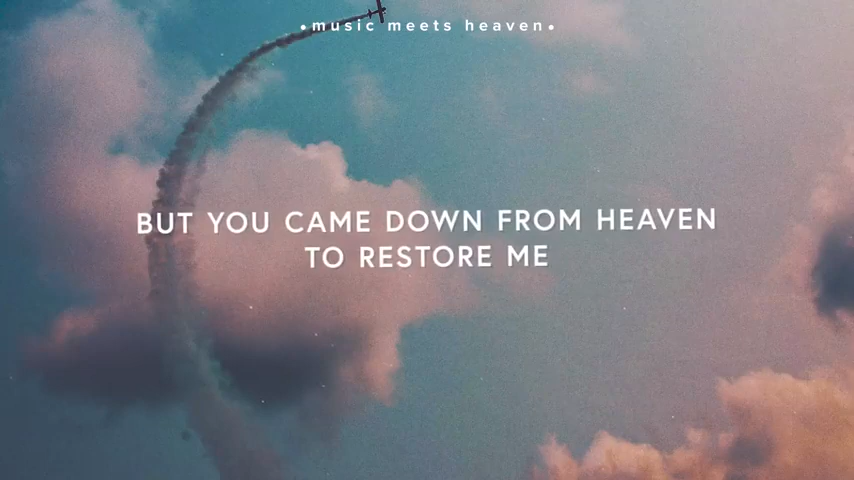 •music meets heaven•
BUT YOU CAME DOWN FROM HEAVEN
TO RESTORE ME